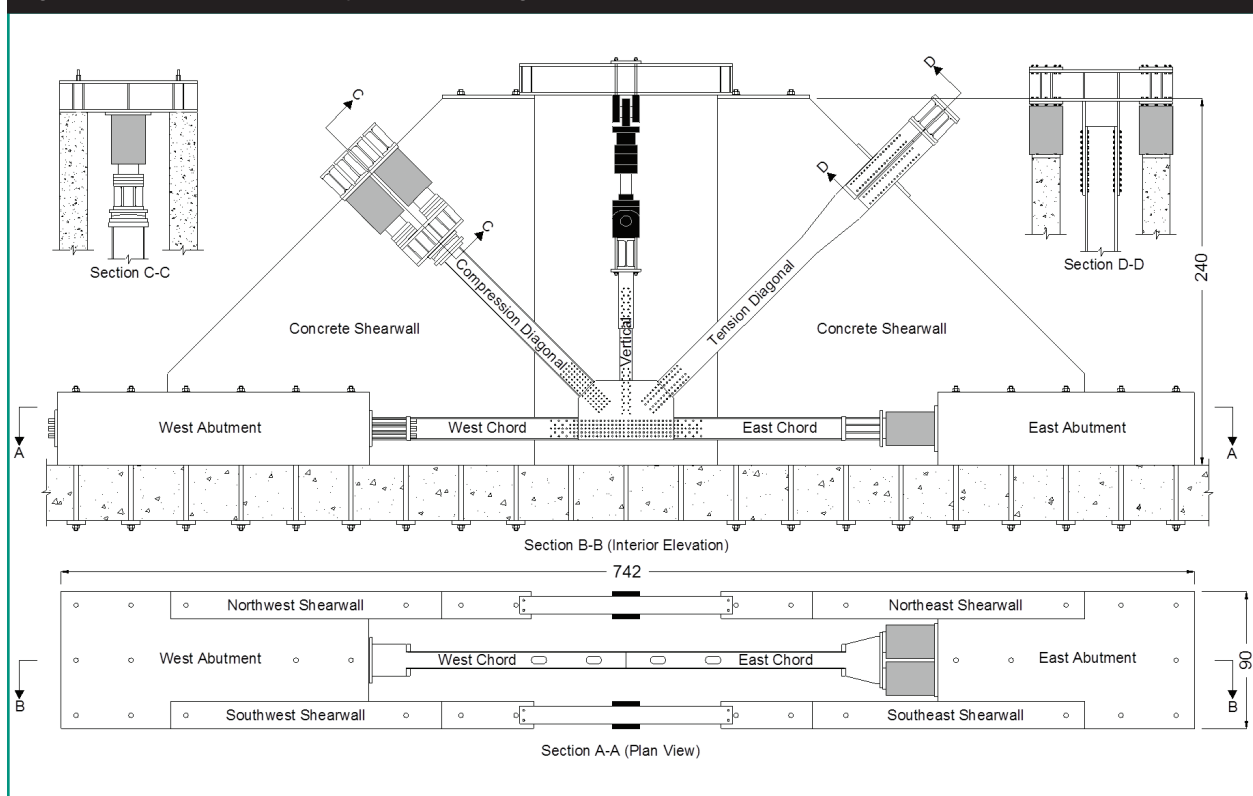 C
D
D
C
Section C-C
Section D-D
240
Compression Diagonal
Vertical
Tension Diagonal
Concrete Shearwall
Concrete Shearwall
West Abutment
West Chord
East Chord
East Abutment
A
A
Section B-B (Interior Elevation)
742
Northwest Shearwall
Northeast Shearwall
West Abutment
West Chord
East Chord
East Abutment
90
B
B
Southwest Shearwall
Southeast Shearwall
Section A-A (Plan View)